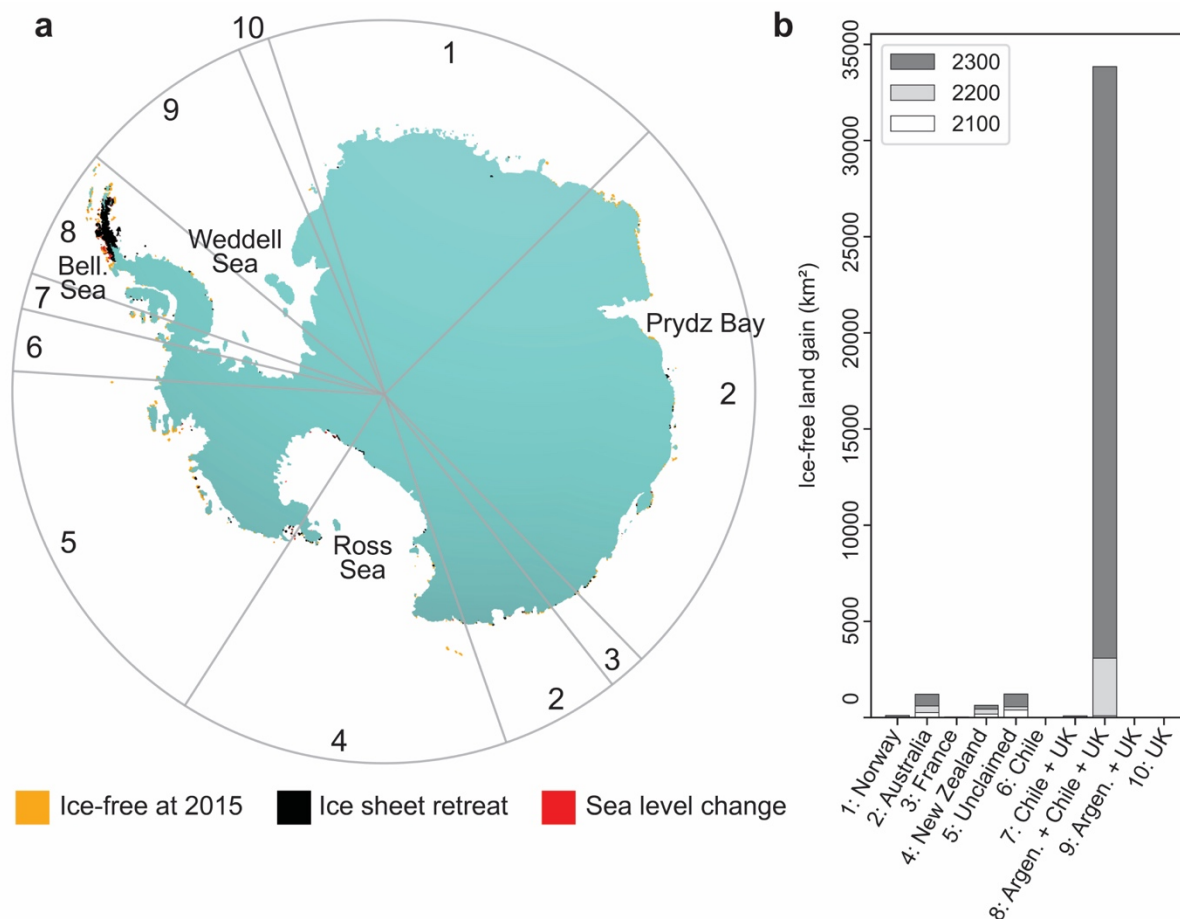 a
10
1
9
8
Weddell
Sea
Bell.
Sea
7
Prydz Bay
6
2
5
Ross
Sea
3
2
4
Ice-free at 2015
Ice sheet retreat
Sea level change
b
2300
2200
2100
Ice-free land gain (km²)
35000
30000
25000
20000
15000
10000
5000
0
1: Norway
2: Australia
3: France
4: New Zealand
5: Unclaimed
6: Chile
7: Chile + UK
8: Argen. + Chile + UK
9: Argen. + UK
10: UK